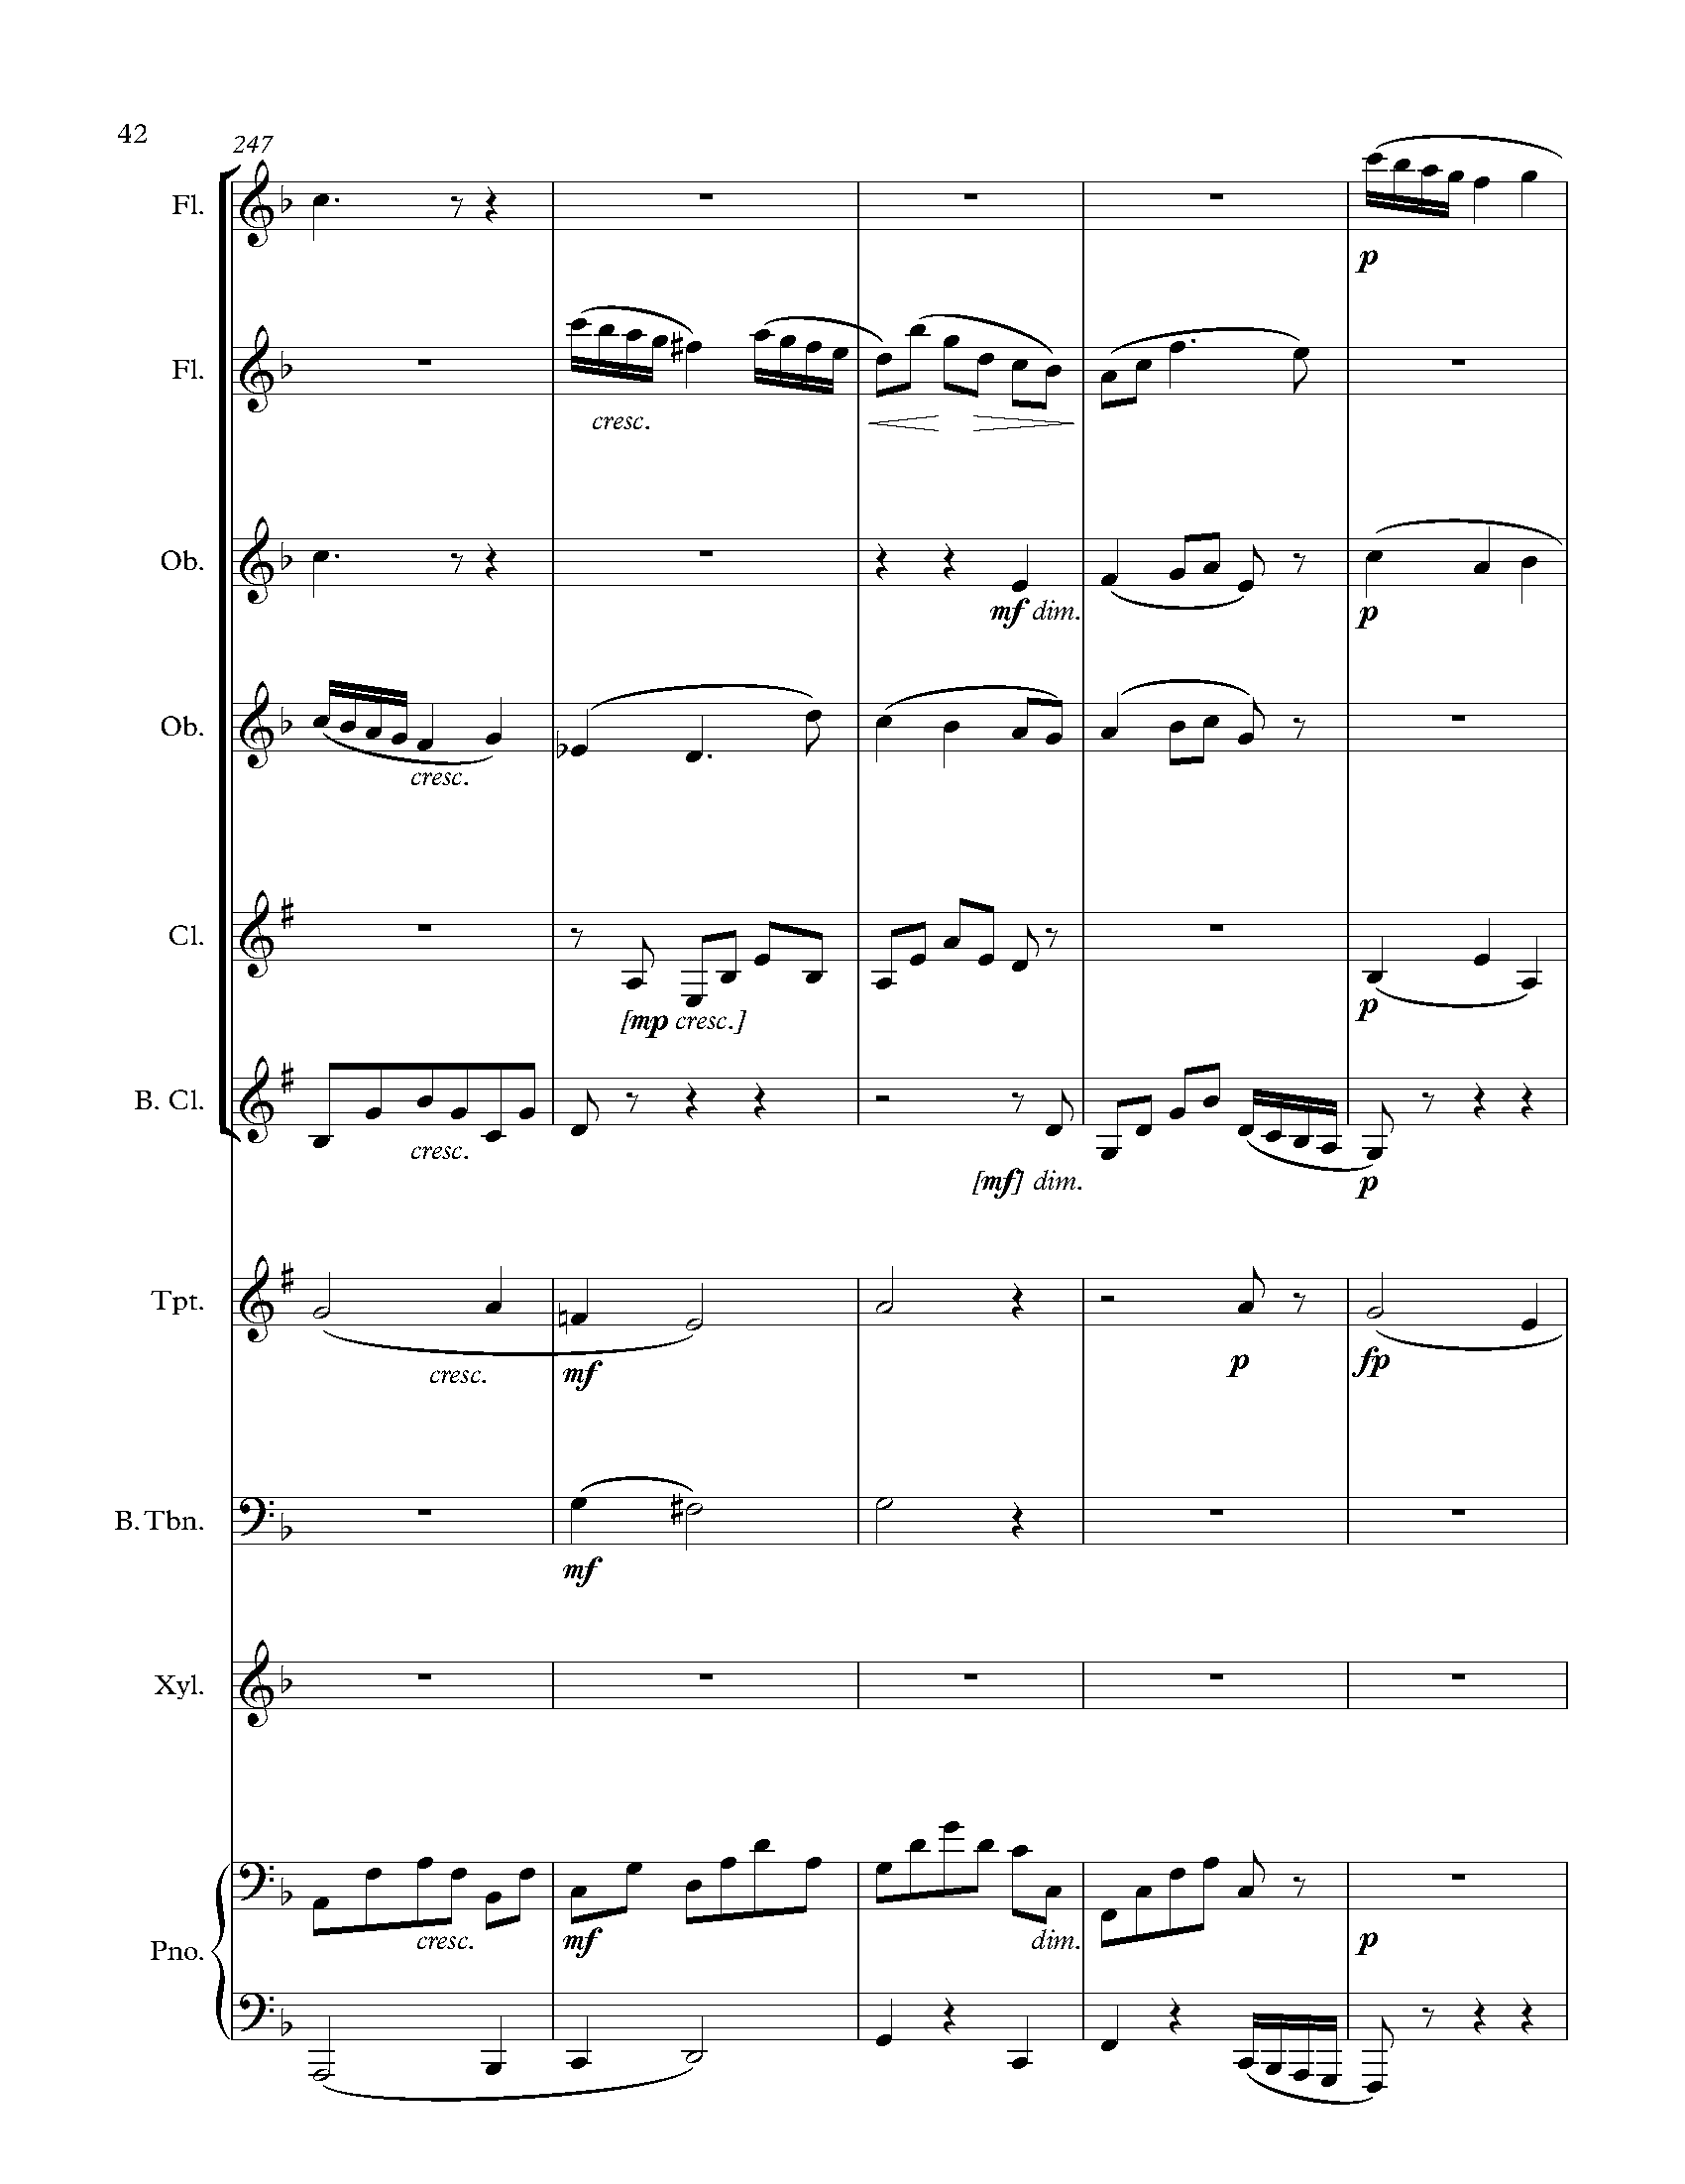 42
247
Fl.
p
Fl.
cresc.
Ob.
mf dim.
p
Ob.
cresc.
Cl.
[mp cresc.]
p
B. Cl.
cresc.
[mf] dim.
p
Tpt.
cresc.
mf
p
fp
B. Tbn.
mf
Xyl.
Pno.
cresc.
mf
dim.
p